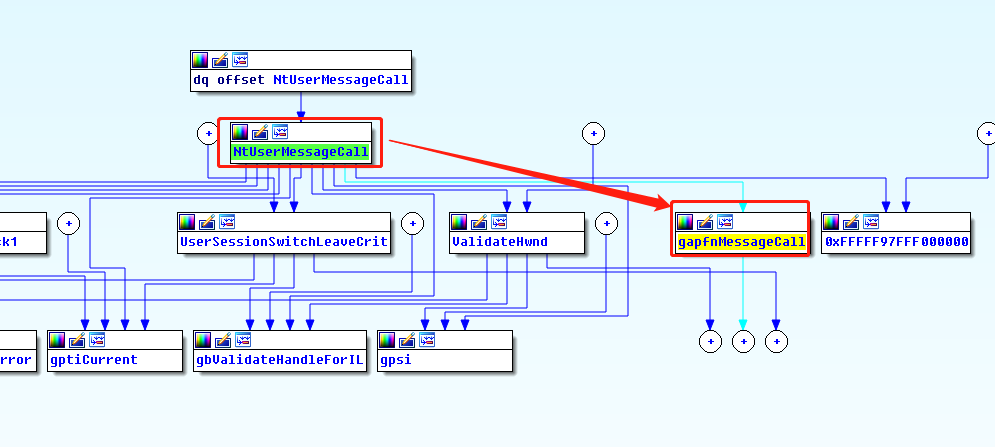 dq offset NtUserMessageCall
+
+
+
NtUserMessageCall
+
+
+
k1
UserSessionSwitchLeaveCrit
ValidateHwnd
gapfnMessageCall
0xFFFFF97FFF000000
+
+
+
rror
gptiCurrent
gbValidateHandleForIL
gpsi